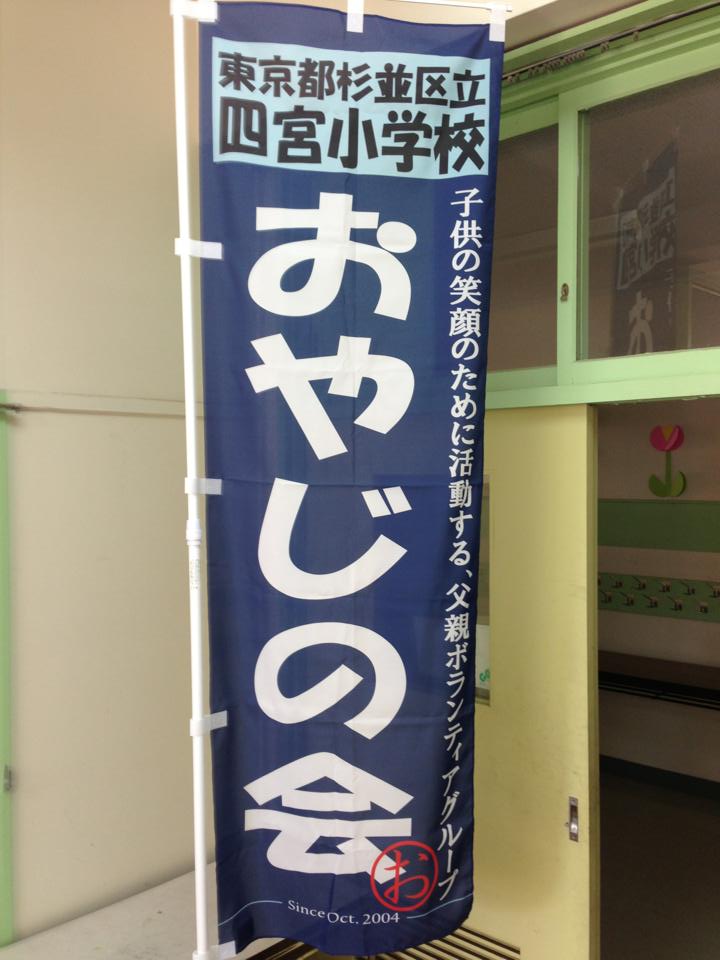 東京都杉並区立
四宮小学校
おやじの会
子供の笑顔のために活動する、父親ボランティアグループ
お
Since Oct. 2004